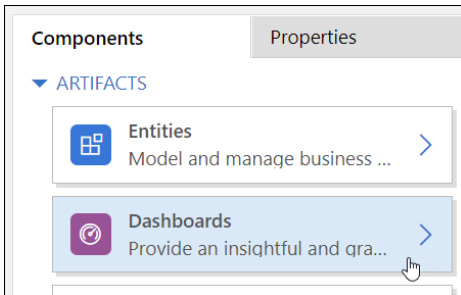 Components
Properties
ARTIFACTS
Entities
Model and manage business ...
Dashboards
Provide an insightful and gra...